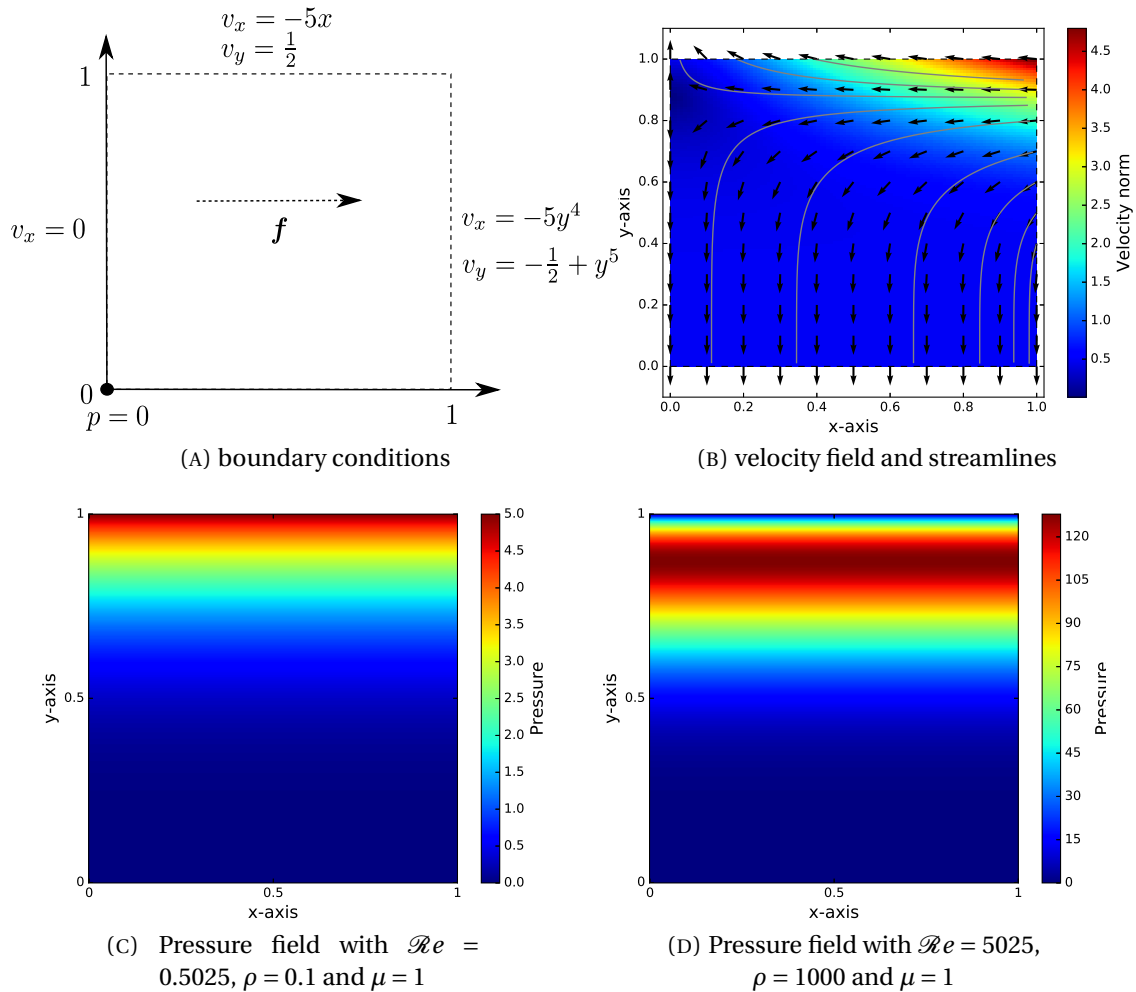 v_x = −5x
v_y = 1/2
1
v_x = 0
f
v_x = −5y^4
v_y = −1/2 + y^5
0
p = 0
1
(A) boundary conditions
1.0
0.8
0.6
0.4
0.2
0.0
y-axis
0.0 0.2 0.4 0.6 0.8 1.0
x-axis
4.5
4.0
3.5
3.0
2.5
2.0
1.5
1.0
0.5
Velocity norm
(B) velocity field and streamlines
1
0.5
0
y-axis
0 0.5 1
x-axis
5.0
4.5
4.0
3.5
3.0
2.5
2.0
1.5
1.0
0.5
0.0
Pressure
(C) Pressure field with ℛe =
0.5025, ρ = 0.1 and μ = 1
1
0.5
0
y-axis
0 0.5 1
x-axis
120
105
90
75
60
45
30
15
0
Pressure
(D) Pressure field with ℛe = 5025,
ρ = 1000 and μ = 1